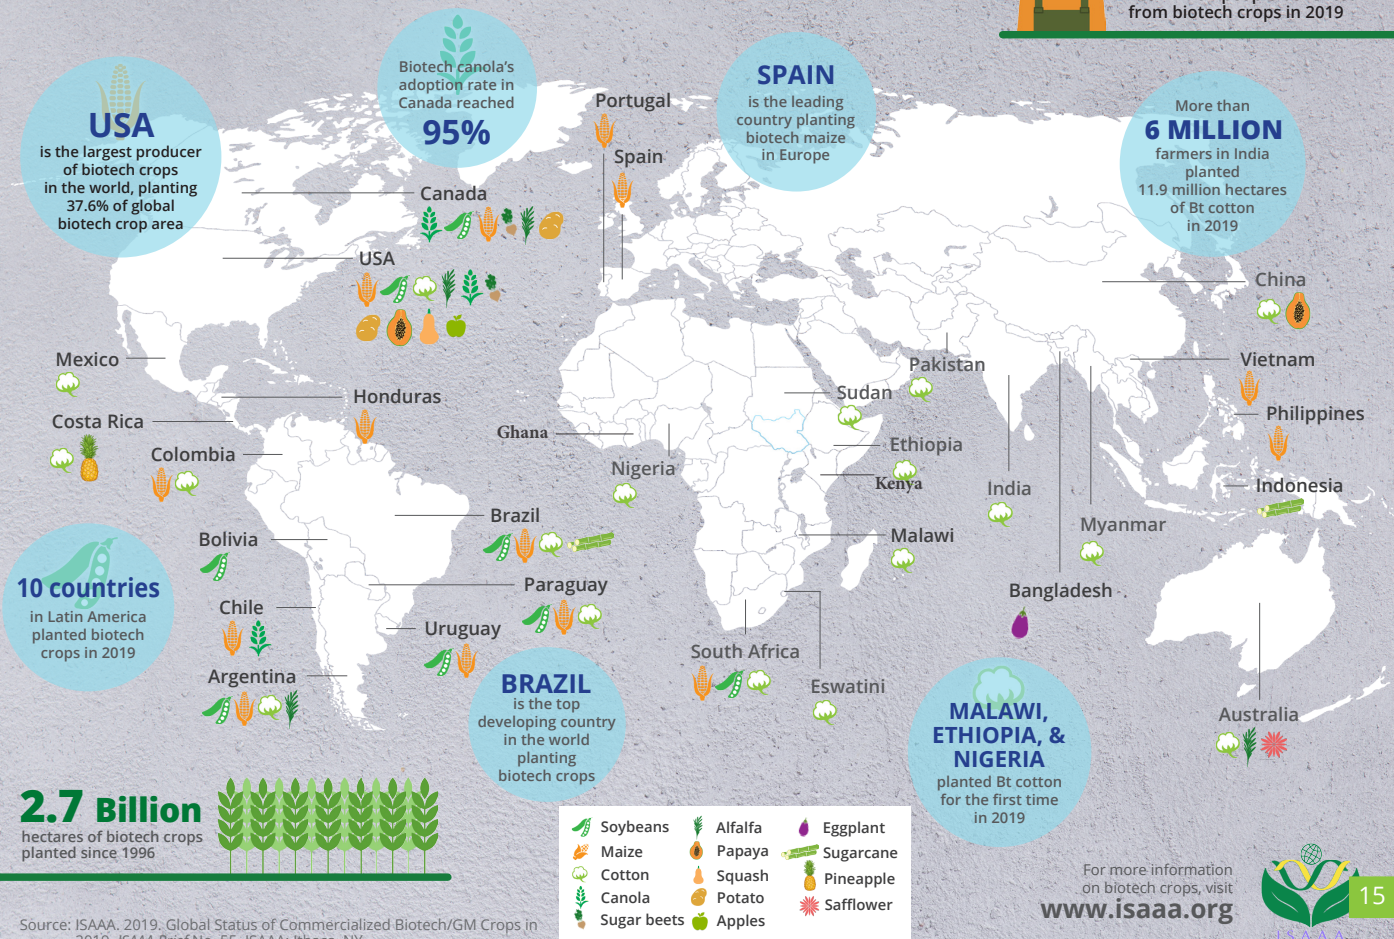 from biotech crops in 2019
USA
is the largest producer
of biotech crops
in the world, planting
37.6% of global
biotech crop area
Biotech canola's
adoption rate in
Canada reached
95%
SPAIN
is the leading
country planting
biotech maize
in Europe
More than
6 MILLION
farmers in India
planted
11.9 million hectares
of Bt cotton
in 2019
Portugal
Spain
Canada
USA
China
Mexico
Honduras
Costa Rica
Colombia
Pakistan
Sudan
Vietnam
Philippines
Ghana
Nigeria
Ethiopia
Kenya
India
Indonesia
Brazil
Bolivia
Myanmar
Malawi
Bangladesh
10 countries
in Latin America
planted biotech
crops in 2019
Paraguay
Chile
Uruguay
Argentina
South Africa
Eswatini
Australia
BRAZIL
is the top
developing country
in the world
planting
biotech crops
MALAWI,
ETHIOPIA, &
NIGERIA
planted Bt cotton
for the first time
in 2019
2.7 Billion
hectares of biotech crops
planted since 1996
Soybeans
Maize
Cotton
Canola
Sugar beets
Alfalfa
Papaya
Squash
Potato
Apples
Eggplant
Sugarcane
Pineapple
Safflower
For more information
on biotech crops, visit
www.isaaa.org
ISAAA
15
Source: ISAAA. 2019. Global Status of Commercialized Biotech/GM Crops in
2019. ISAAA Brief No. 55. ISAAA: Ithaca, NY.